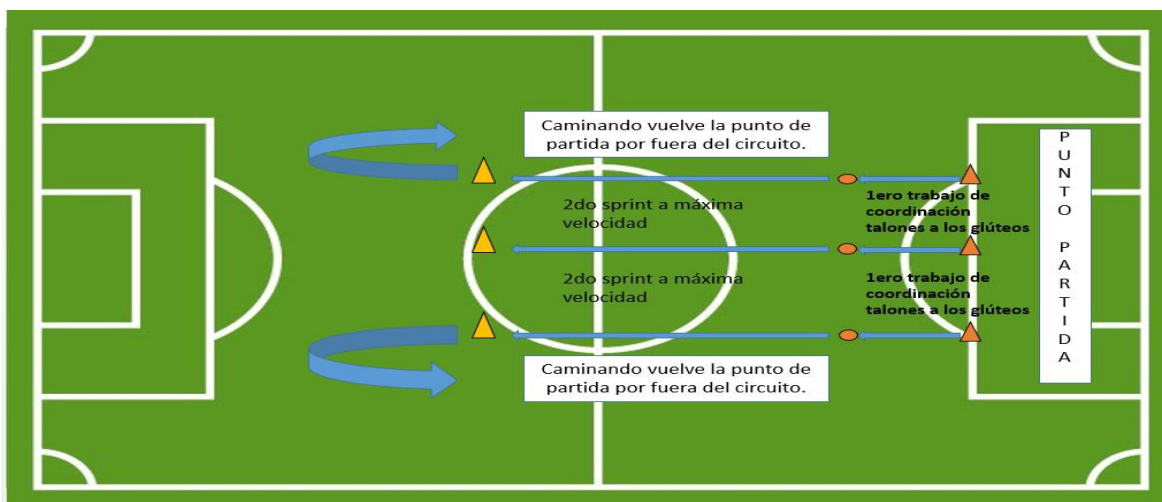 Caminando vuelve la punto de
partida por fuera del circuito.
2do sprint a máxima
velocidad
1ero trabajo de
coordinación
talones a los glúteos
2do sprint a máxima
velocidad
1ero trabajo de
coordinación
talones a los glúteos
Caminando vuelve la punto de
partida por fuera del circuito.
PUNTO PARTIDA